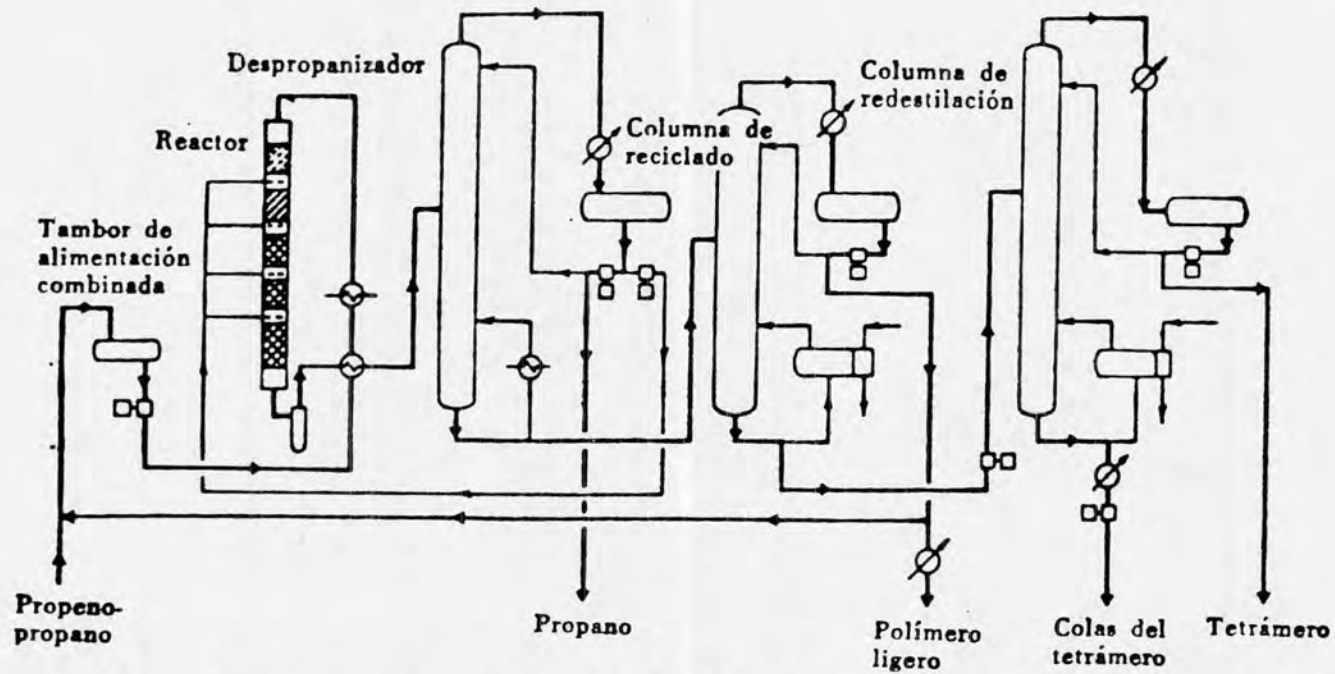 Despropanizador
Columna de
redestilación
Reactor
Columna de
reciclado
Tambor de
alimentación
combinada
Propeno-
propano
Propano
Polímero
ligero
Colas del
tetrámero
Tetrámero